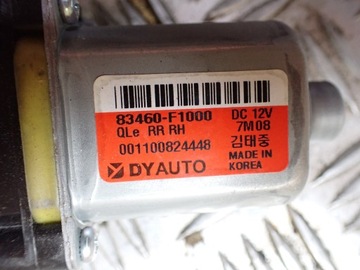 83460-F1000 DC 12V
QLe RR RH 7M08
001100824448 김태중
DYAUTO MADE IN
KOREA